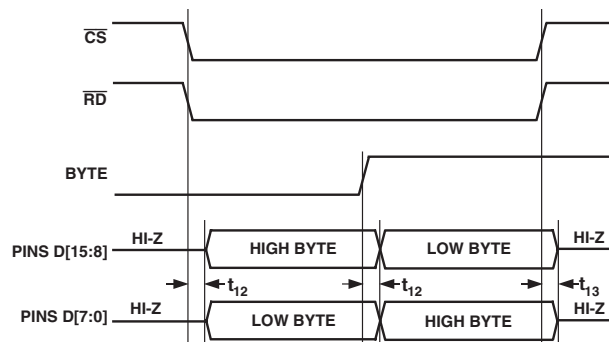 CS
RD
BYTE
PINS D[15:8] HI-Z HIGH BYTE LOW BYTE HI-Z
t12 t12 t13
PINS D[7:0] HI-Z LOW BYTE HIGH BYTE HI-Z